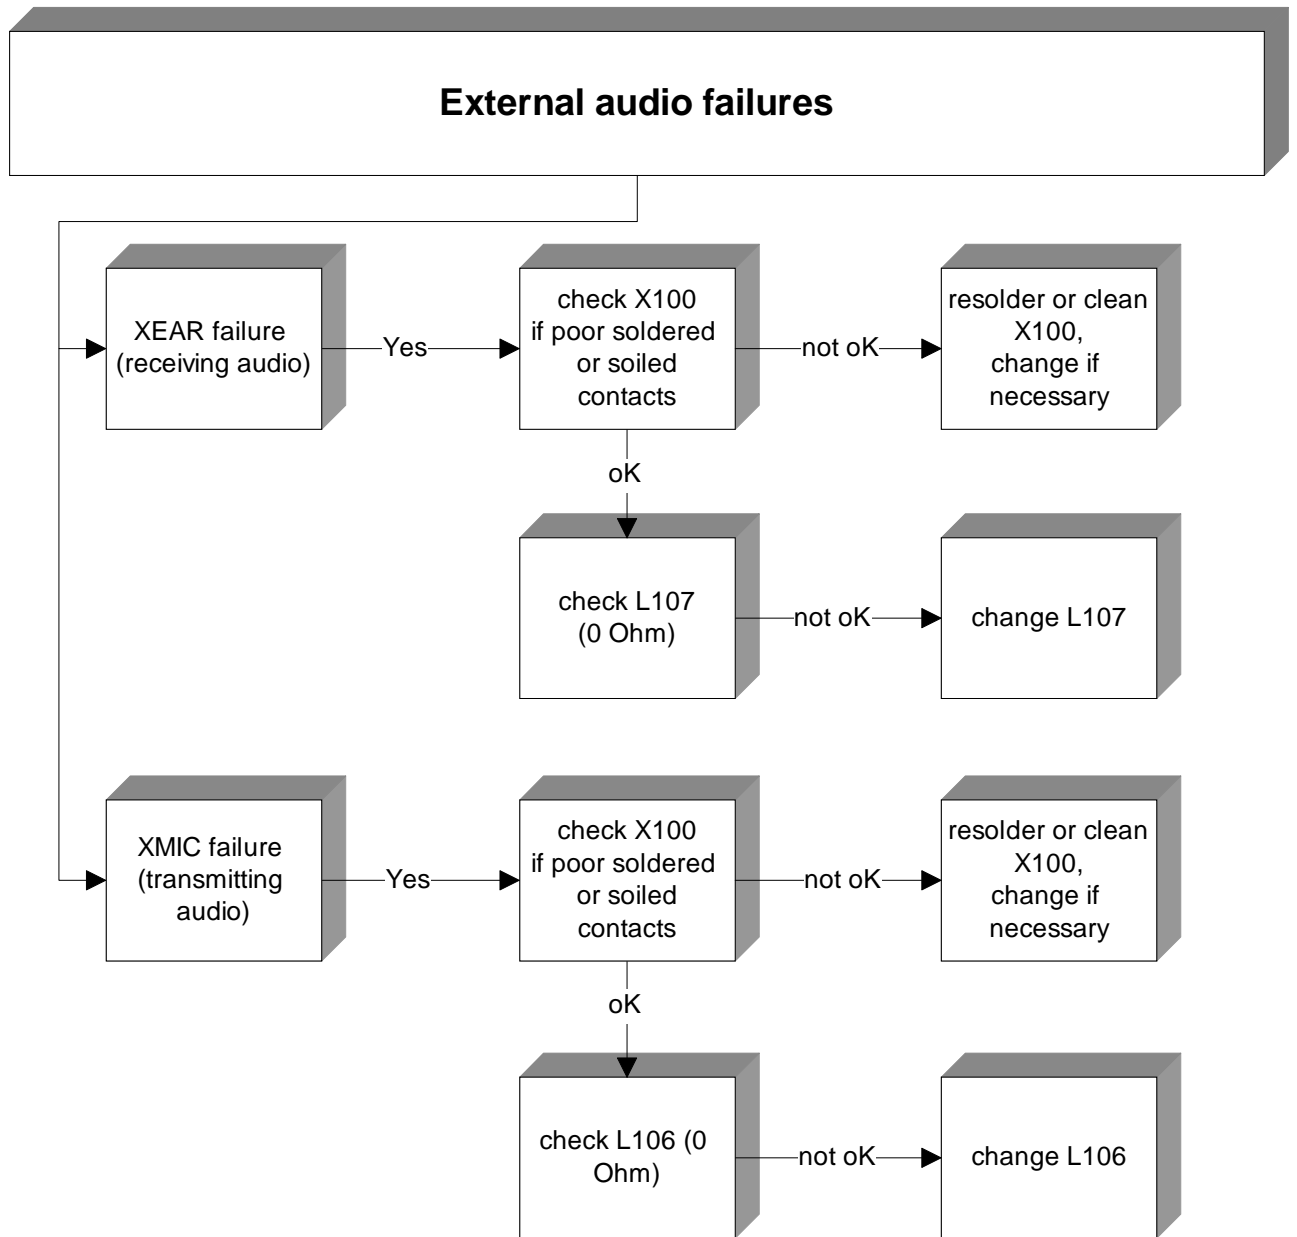 External audio failures
XEAR failure
(receiving audio)
Yes
check X100
if poor soldered
or soiled
contacts
not oK
resolder or clean
X100,
change if
necessary
oK
check L107
(0 Ohm)
not oK
change L107
XMIC failure
(transmitting
audio)
Yes
check X100
if poor soldered
or soiled
contacts
not oK
resolder or clean
X100,
change if
necessary
oK
check L106 (0
Ohm)
not oK
change L106